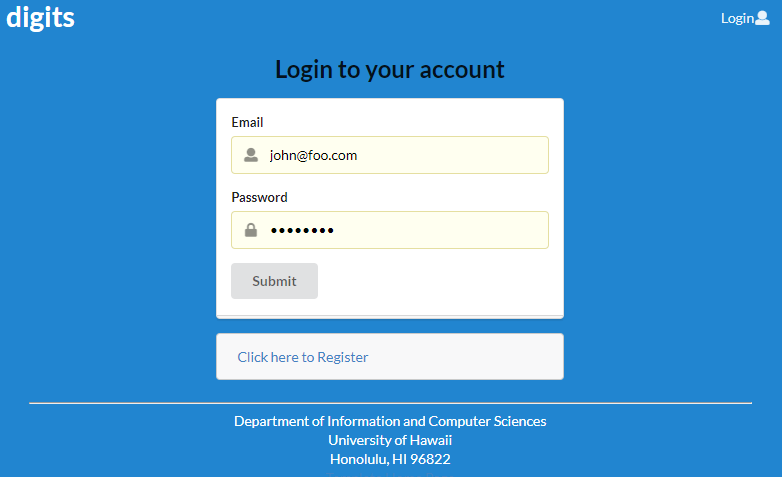 digits
Login
Login to your account
Email
john@foo.com
Password
••••••••
Submit
Click here to Register
Department of Information and Computer Sciences
University of Hawaii
Honolulu, HI 96822